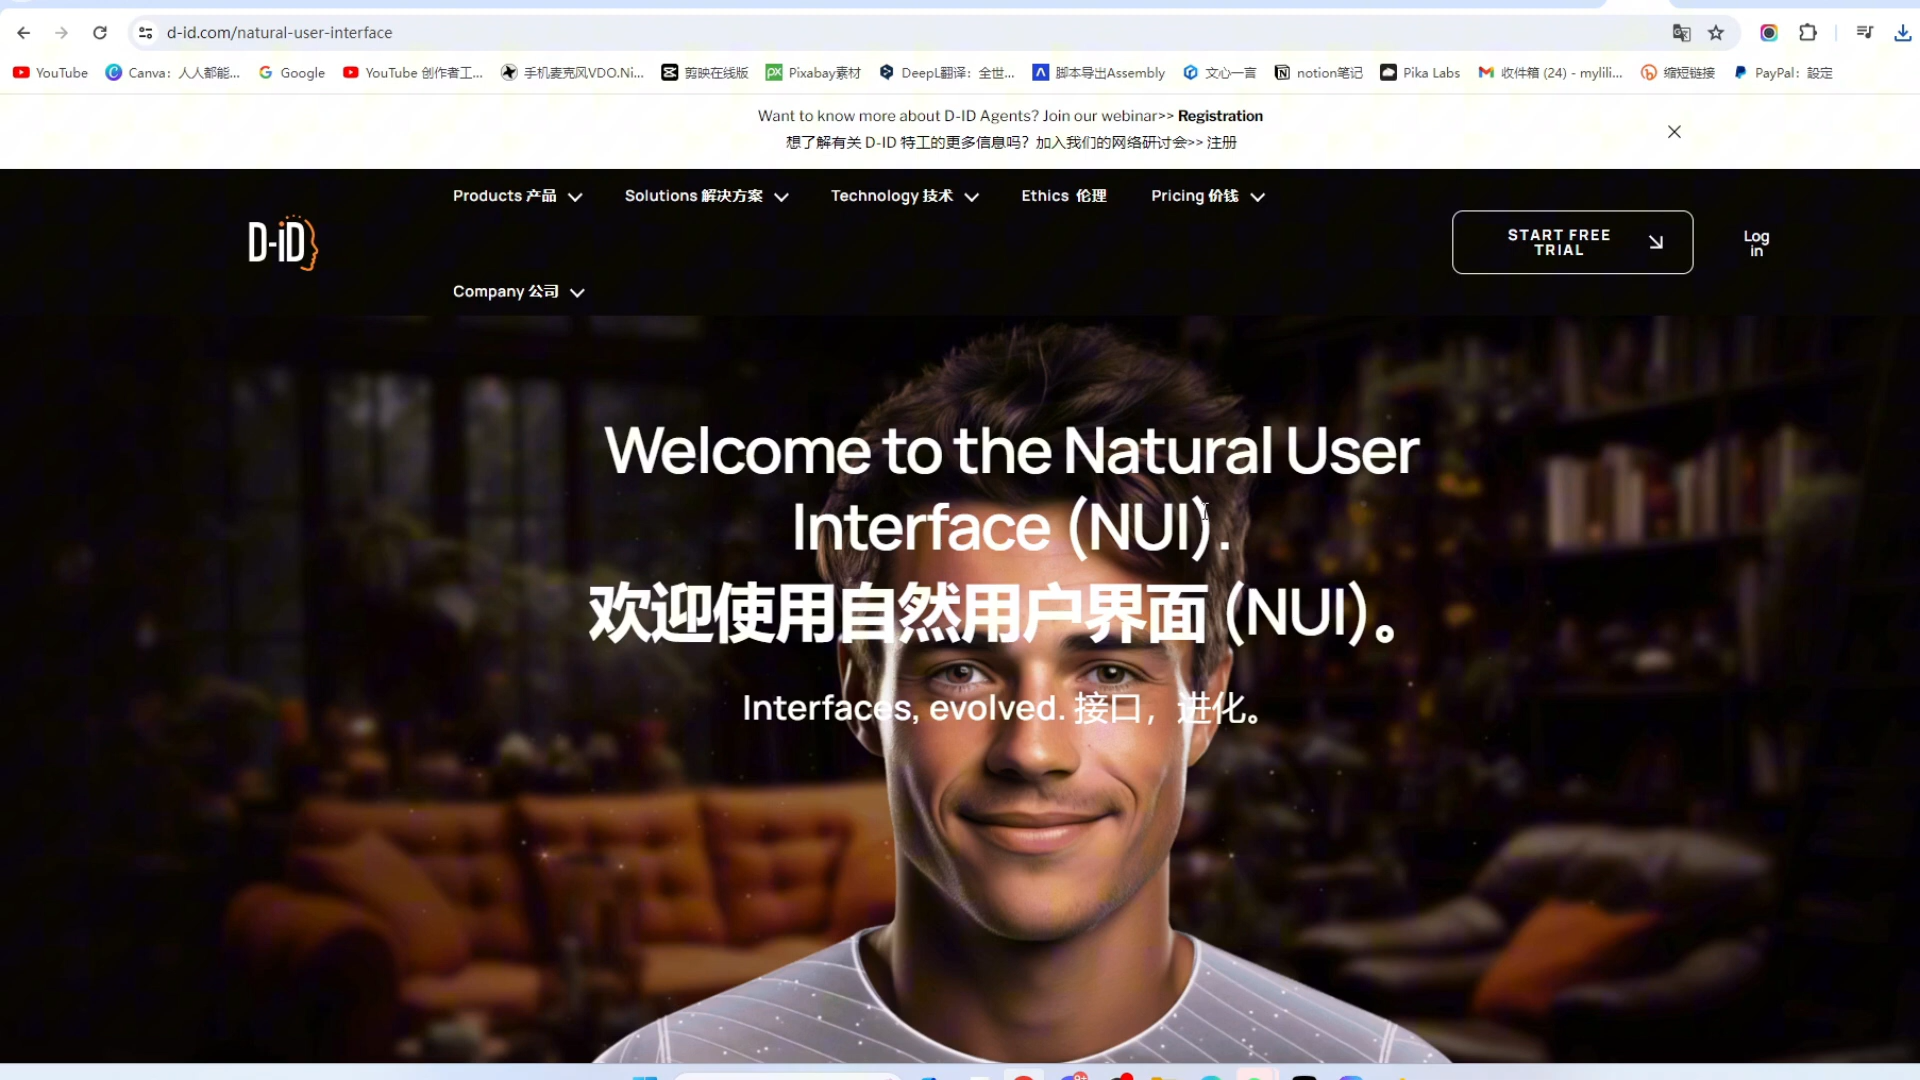 d-id.com/natural-user-interface
YouTube
Canva：人人都能...
Google
YouTube 创作者工...
手机麦克风VDO.Ni...
剪映在线版
Pixabay素材
DeepL翻译：全世...
脚本导出Assembly
文心一言
notion笔记
Pika Labs
收件箱 (24) - mylili...
缩短链接
PayPal：設定
Want to know more about D-ID Agents? Join our webinar>> Registration
想了解有关 D-ID 特工的更多信息吗？加入我们的网络研讨会>> 注册
Products 产品
Solutions 解决方案
Technology 技术
Ethics 伦理
Pricing 价钱
D-iD
START FREE
TRIAL
Log
in
Company 公司
Welcome to the Natural User
Interface (NUI).
欢迎使用自然用户界面 (NUI)。
Interfaces, evolved. 接口，进化。